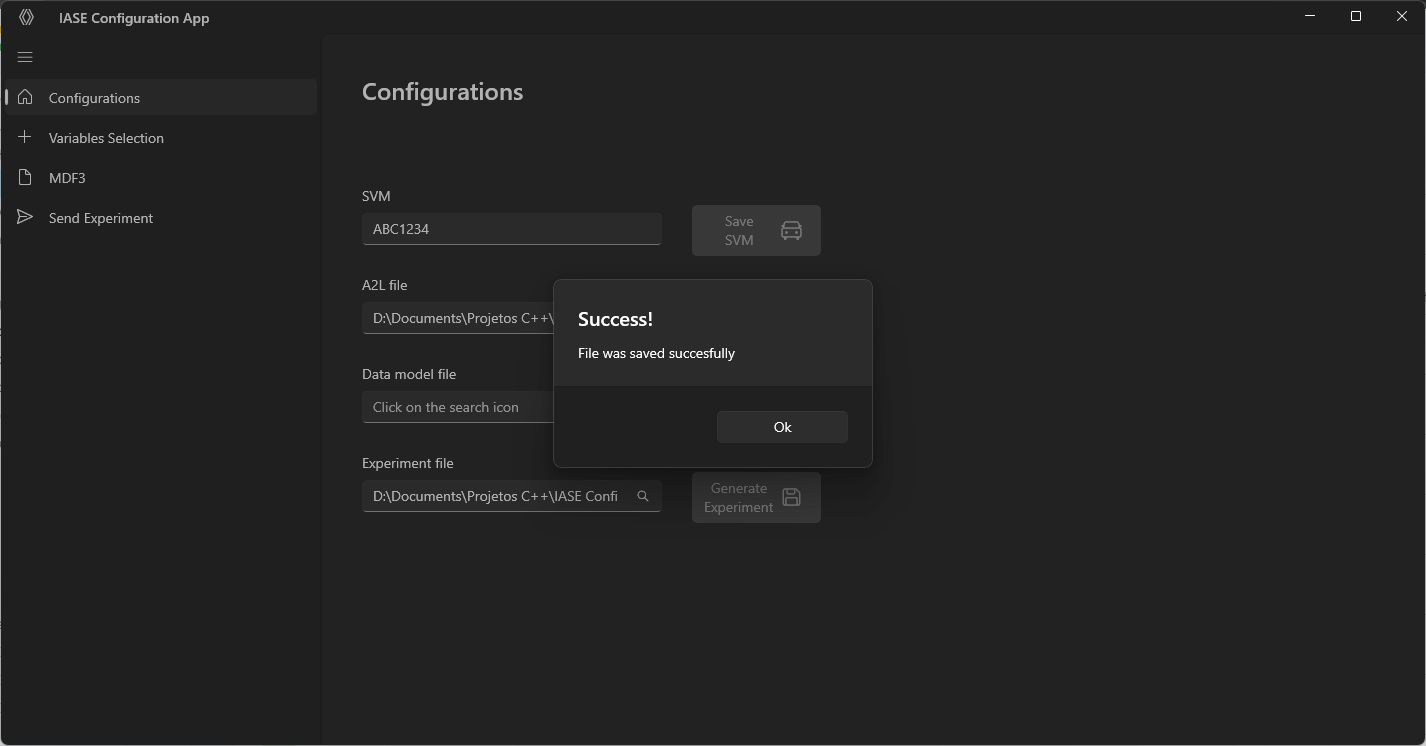 IASE Configuration App
Configurations
Variables Selection
MDF3
Send Experiment
Configurations
SVM
ABC1234
Save
SVM
A2L file
D:\Documents\Projetos C++\
Data model file
Click on the search icon
Experiment file
D:\Documents\Projetos C++\IASE Confi
Generate
Experiment
Success!
File was saved succesfully
Ok